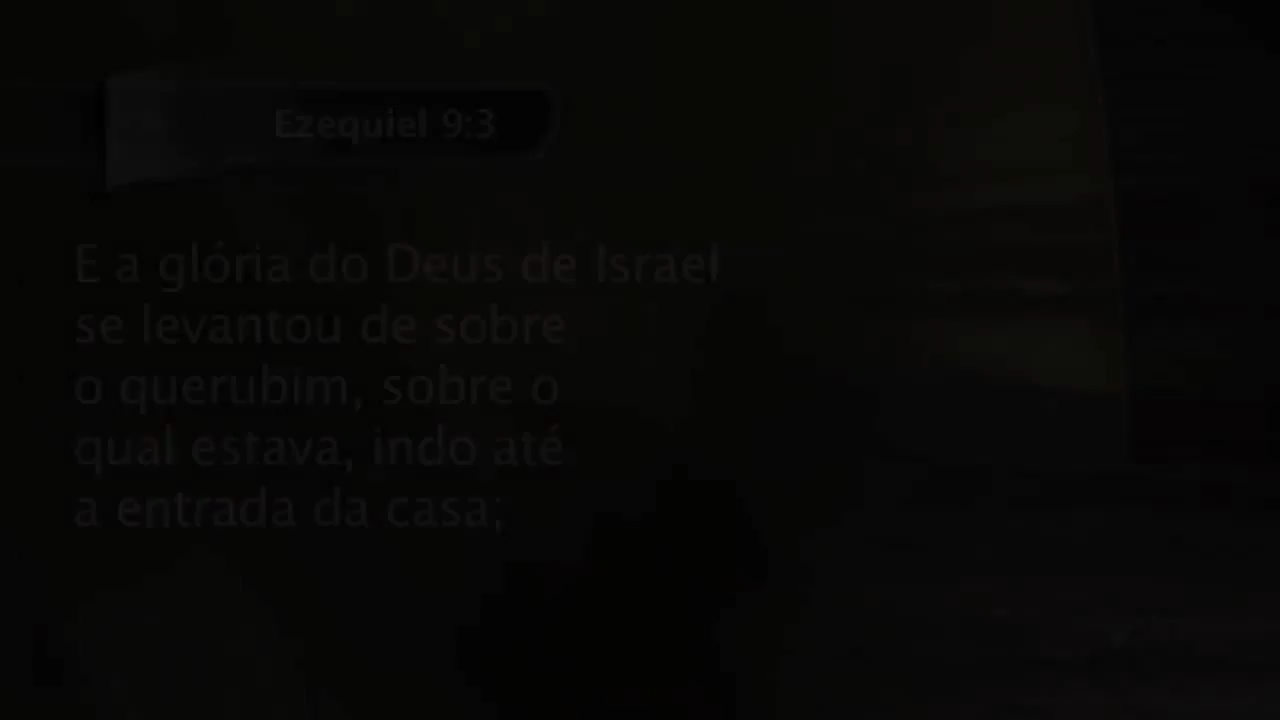 Ezequiel 9:3
E a glória do Deus de Israel
se levantou de sobre
o querubim, sobre o
qual estava, indo até
a entrada da casa;